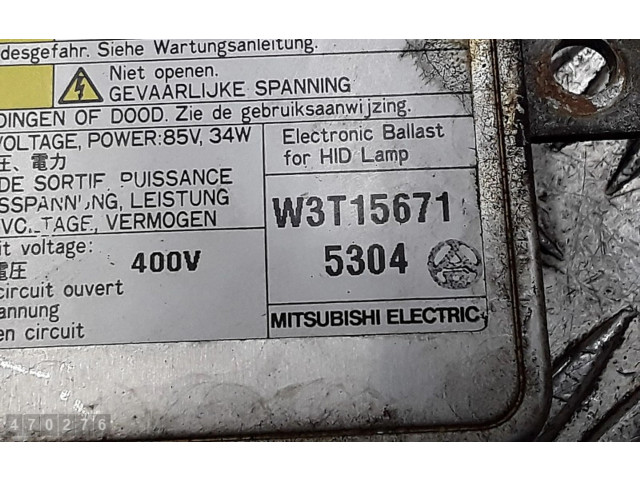 desgefahr. Siehe Wartungsanleitung.
Niet openen.
GEVAARLIJKE SPANNING
DINGEN OF DOOD. Zie de gebruiksaanwijzing.
VOLTAGE, POWER:85V, 34W
圧、電力
DE SORTIE, PUISSANCE
SSPANNUNG, LEISTUNG
VOLTAGE, VERMOGEN
it voltage:
電圧
400V
circuit ouvert
annung
en circuit
Electronic Ballast
for HID Lamp
W3T15671
5304
MITSUBISHI ELECTRIC
470276